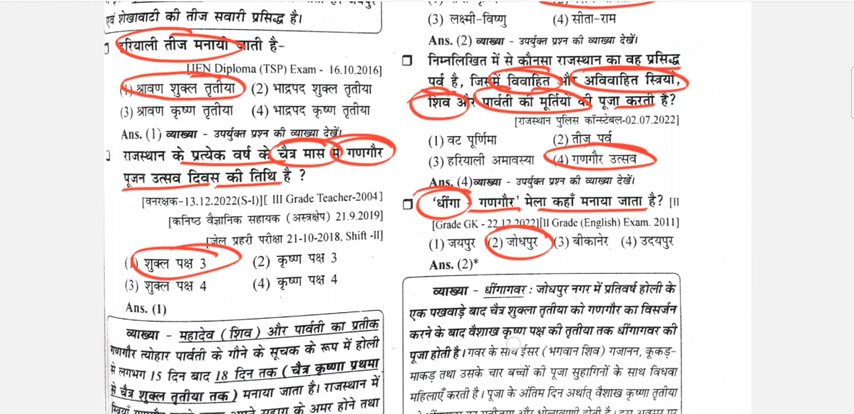 एवं शेखावाटी की तीज सवारी प्रसिद्ध है।
हरियाली तीज मनायी जाती है-
[JEN Diploma (TSP) Exam - 16.10.2016]
(1) श्रावण शुक्ल तृतीया (2) भाद्रपद शुक्ल तृतीया
(3) श्रावण कृष्ण तृतीया (4) भाद्रपद कृष्ण तृतीया
Ans. (1) व्याख्या - उपर्युक्त प्रश्न की व्याख्या देखें।
राजस्थान के प्रत्येक वर्ष के चैत्र मास में गणगौर
पूजन उत्सव दिवस की तिथि है ?
[वनरक्षक-13.12.2022(S-I)][ III Grade Teacher-2004]
[कनिष्ठ वैज्ञानिक सहायक (अस्त्रक्षेप) 21.9.2019]
[जेल प्रहरी परीक्षा 21-10-2018, Shift -II]
(1) शुक्ल पक्ष 3 (2) कृष्ण पक्ष 3
(3) शुक्ल पक्ष 4 (4) कृष्ण पक्ष 4
Ans. (1)
व्याख्या - महादेव (शिव) और पार्वती का प्रतीक
गणगौर त्योहार पार्वती के गौने के सूचक के रूप में होली
से लगभग 15 दिन बाद 18 दिन तक (चैत्र कृष्णा प्रथमा
से चैत्र शुक्ल तृतीया तक) मनाया जाता है। राजस्थान में
सुहाग के अमर होने तथा
(3) लक्ष्मी-विष्णु (4) सीता-राम
Ans. (2) व्याख्या - उपर्युक्त प्रश्न की व्याख्या देखें।
निम्नलिखित में से कौनसा राजस्थान का वह प्रसिद्ध
पर्व है, जिसमें विवाहित और अविवाहित स्त्रियां,
शिव और पार्वती की मूर्तियों की पूजा करती है?
[राजस्थान पुलिस कॉन्स्टेबल-02.07.2022]
(1) वट पूर्णिमा (2) तीज पर्व
(3) हरियाली अमावस्या (4) गणगौर उत्सव
Ans. (4)व्याख्या - उपर्युक्त प्रश्न की व्याख्या देखें।
'धींगा - गणगौर' मेला कहाँ मनाया जाता है? [II
Grade GK - 22.12.2022][II Grade (English) Exam. 2011]
(1) जयपुर (2) जोधपुर (3) बीकानेर (4) उदयपुर
Ans. (2)*
व्याख्या - धींगागवर : जोधपुर नगर में प्रतिवर्ष होली के
एक पखवाड़े बाद चैत्र शुक्ला तृतीया को गणगौर का विसर्जन
करने के बाद वैशाख कृष्ण पक्ष की तृतीया तक धींगागवर की
पूजा होती है। गवर के साथ ईसर (भगवान शिव) गजानन, कूकड़-
माकड़ तथा उसके चार बच्चों की पूजा सुहागिनों के साथ विधवा
महिलाएँ करती है। पूजा के अंतिम दिन अर्थात् वैशाख कृष्णा तृतीया